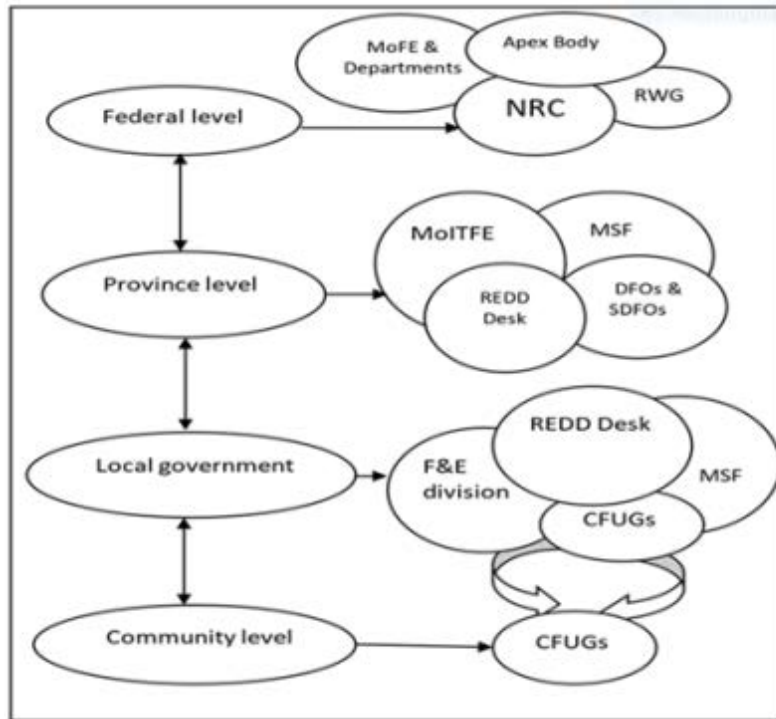 MoFE &
Departments
Apex Body
Federal level
NRC
RWG
MoITFE
MSF
Province level
REDD
Desk
DFOs &
SDFOs
REDD Desk
Local government
F&E
division
MSF
CFUGs
Community level
CFUGs